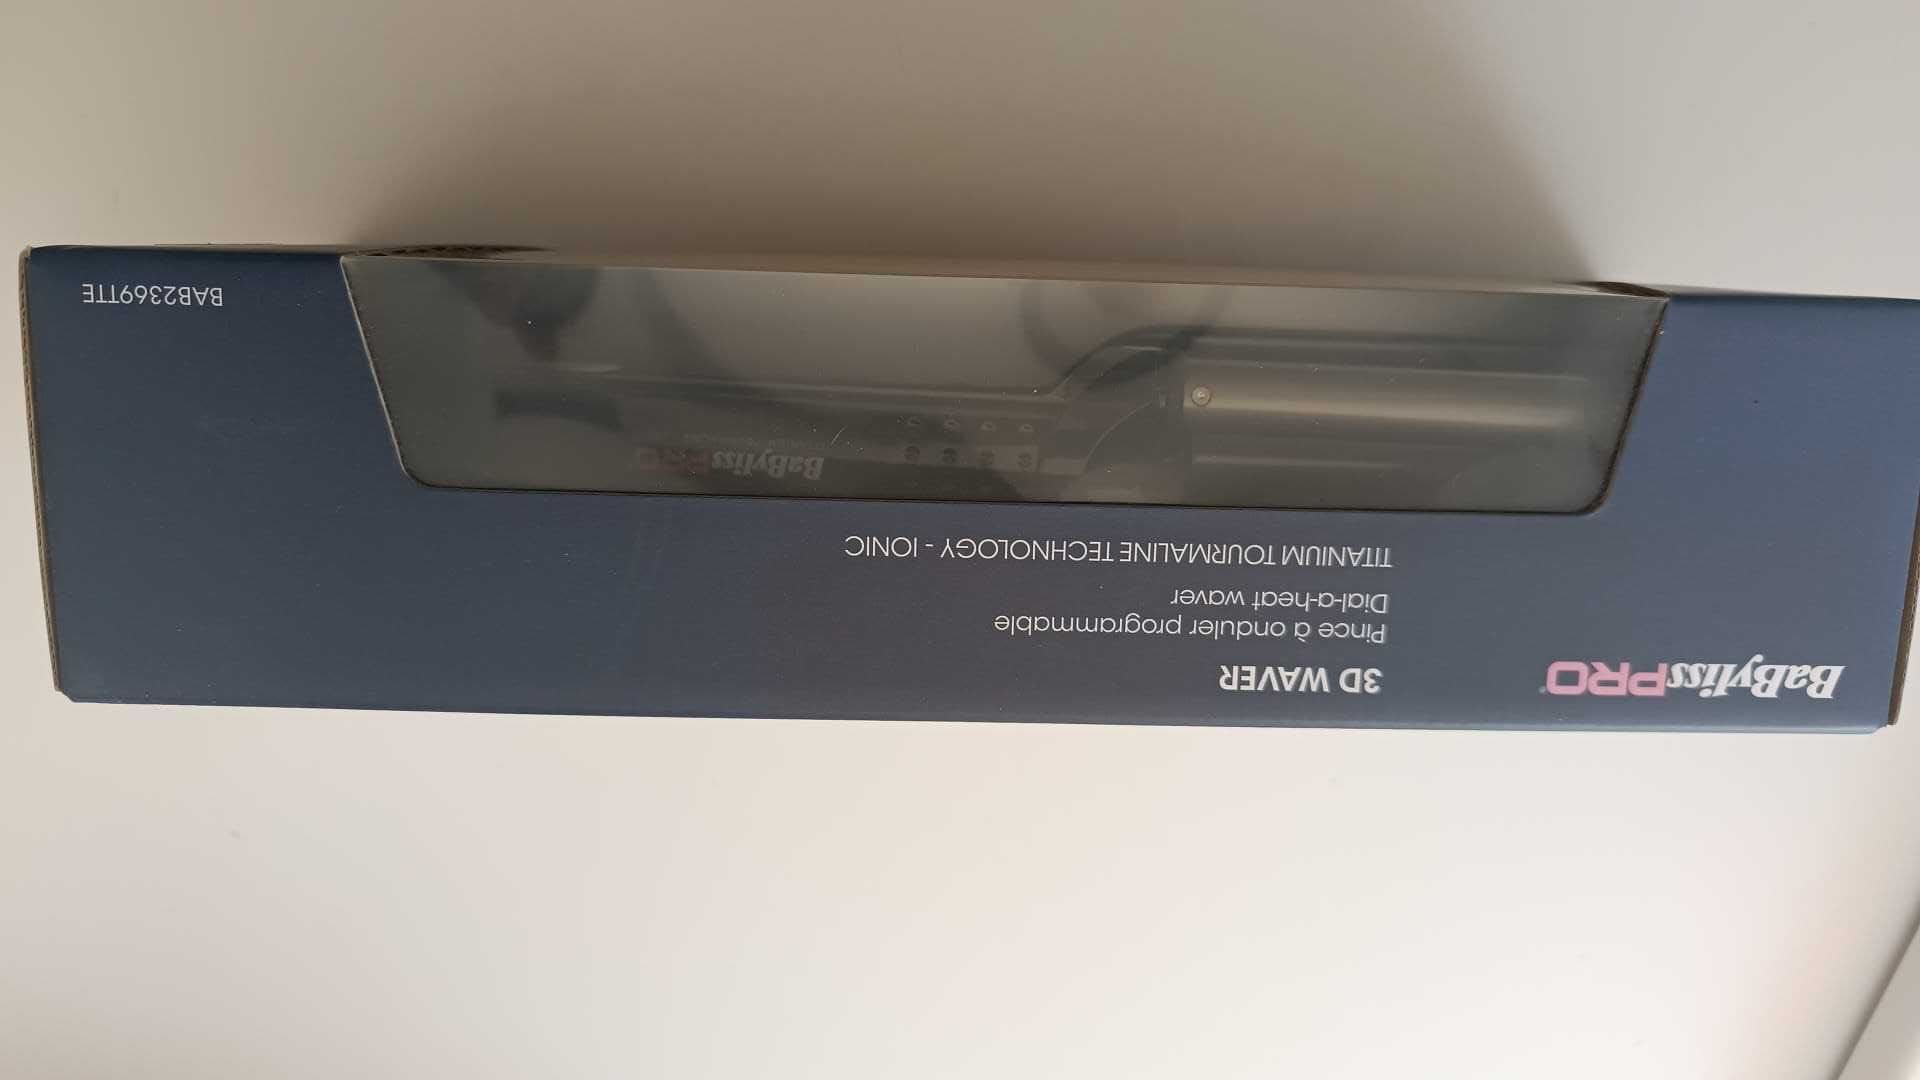 BaBylissPRO®
3D WAVER
Pince à onduler programmable
Dial-a-heat waver
TITANIUM TOURMALINE TECHNOLOGY - IONIC
BaBylissPRO
BAB2369TTE